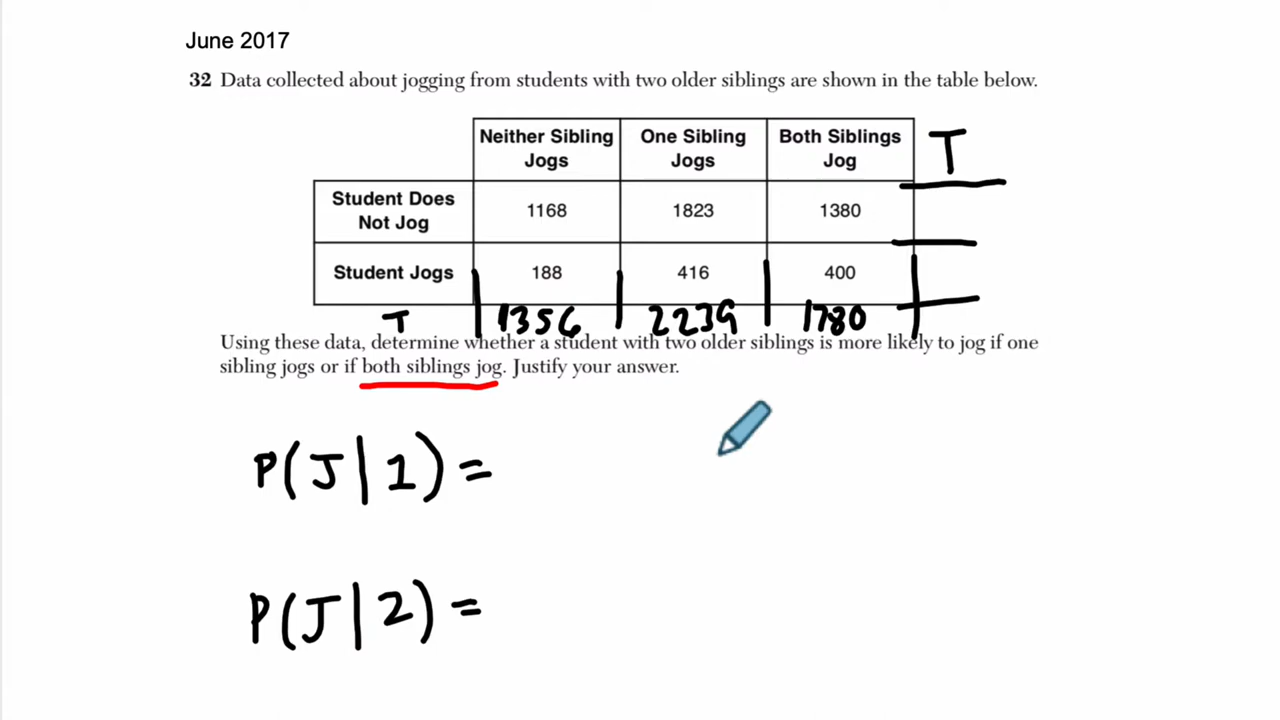 June 2017
32 Data collected about jogging from students with two older siblings are shown in the table below.
Neither Sibling Jogs One Sibling Jogs Both Siblings Jog T
Student Does Not Jog 1168 1823 1380
Student Jogs 188 416 400
T 1356 2239 1780
Using these data, determine whether a student with two older siblings is more likely to jog if one
sibling jogs or if both siblings jog. Justify your answer.
P(J|1)=
P(J|2)=